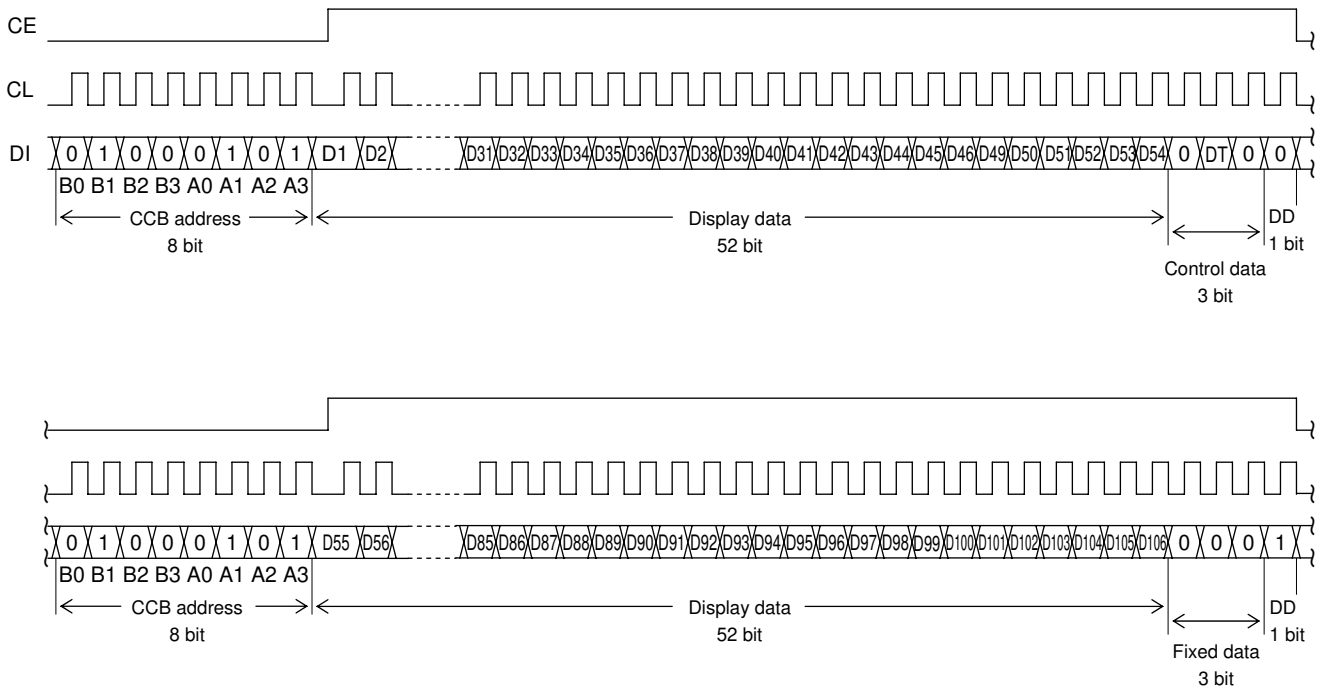 CE
CL
DI 0 1 0 0 0 1 0 1 D1 D2 D31 D32 D33 D34 D35 D36 D37 D38 D39 D40 D41 D42 D43 D44 D45 D46 D49 D50 D51 D52 D53 D54 0 DT 0 0
B0 B1 B2 B3 A0 A1 A2 A3
CCB address Display data DD
8 bit 52 bit 1 bit
Control data
3 bit
0 1 0 0 0 1 0 1 D55 D56 D85 D86 D87 D88 D89 D90 D91 D92 D93 D94 D95 D96 D97 D98 D99 D100 D101 D102 D103 D104 D105 D106 0 0 0 1
B0 B1 B2 B3 A0 A1 A2 A3
CCB address Display data DD
8 bit 52 bit 1 bit
Fixed data
3 bit